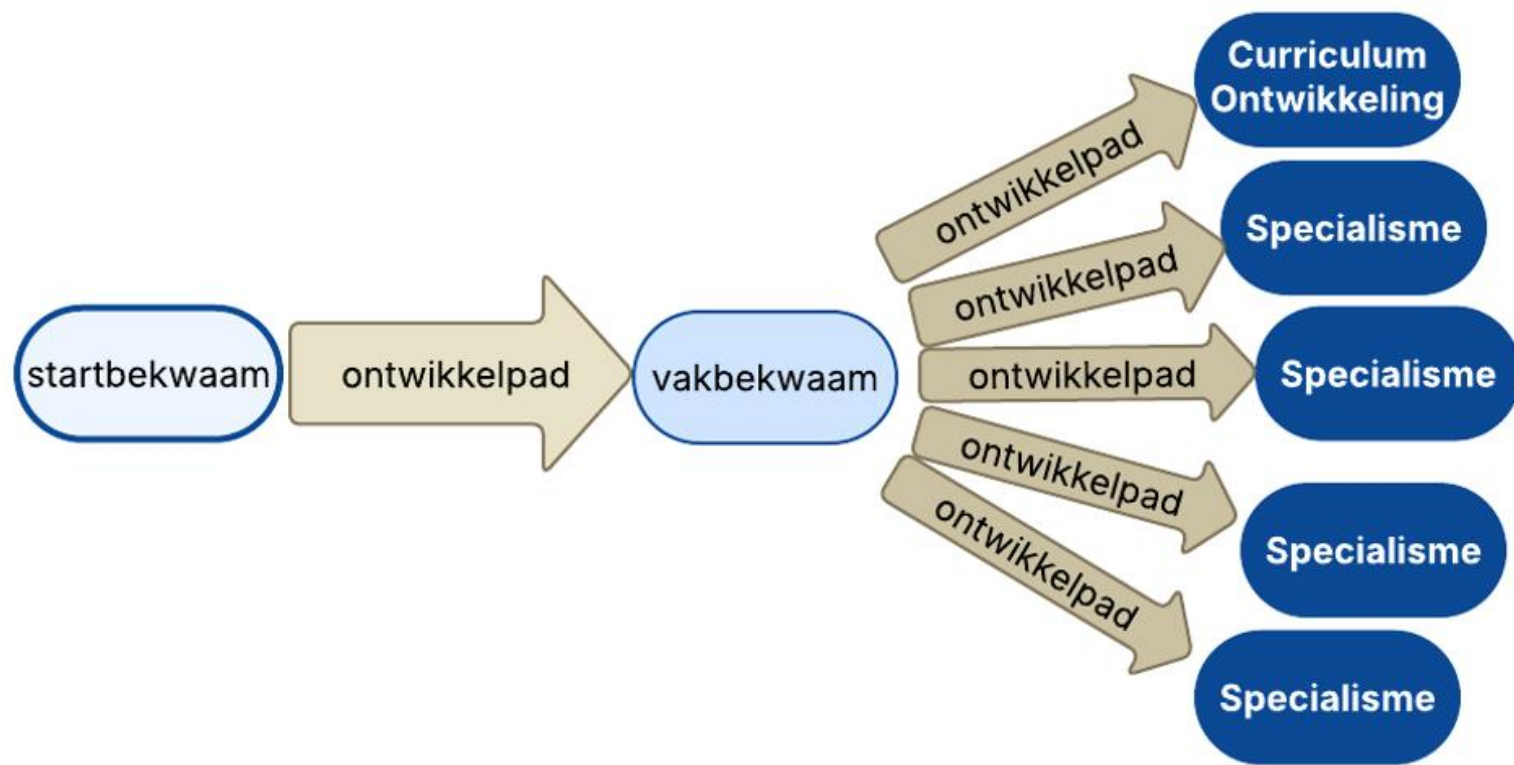 startbekwaam
ontwikkelpad
vakbekwaam
ontwikkelpad
Curriculum
Ontwikkeling
ontwikkelpad
Specialisme
ontwikkelpad
Specialisme
ontwikkelpad
Specialisme
ontwikkelpad
Specialisme